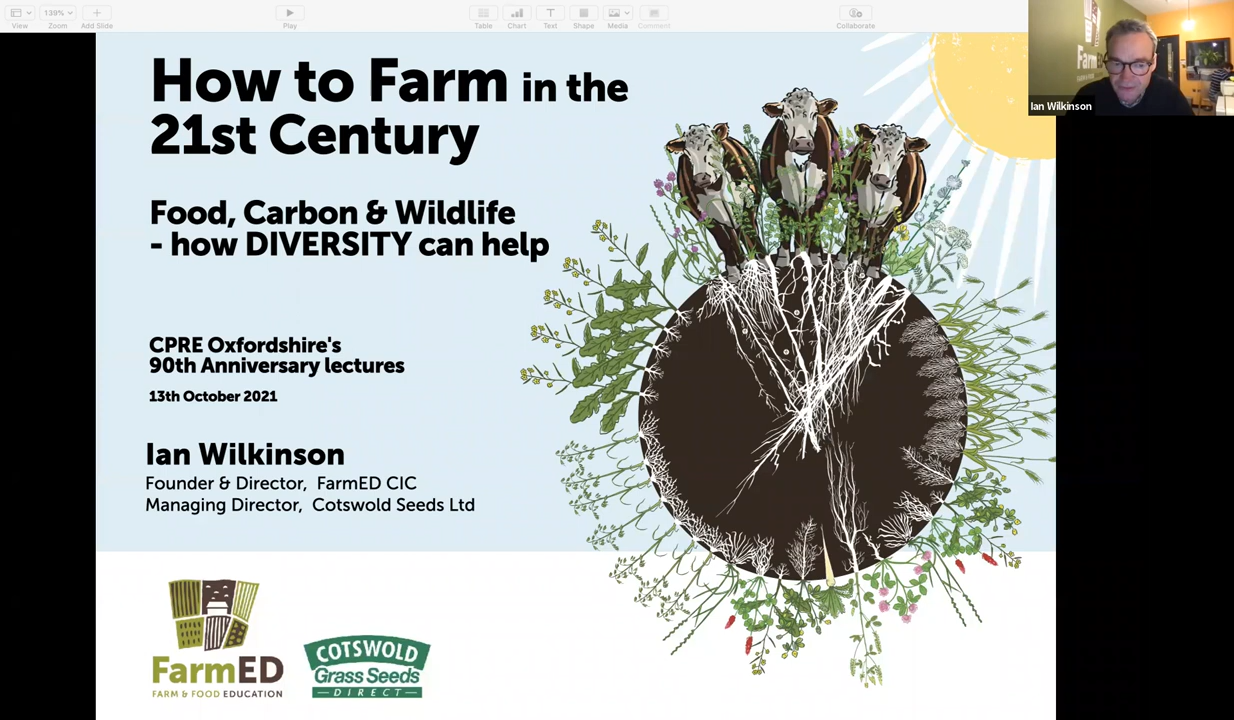 View
139%
Zoom
Add Slide
Play
Table
Chart
Text
Shape
Media
Comment
Collaborate
How to Farm in the
21st Century
Food, Carbon & Wildlife
- how DIVERSITY can help
CPRE Oxfordshire's
90th Anniversary lectures
13th October 2021
Ian Wilkinson
Founder & Director, FarmED CIC
Managing Director, Cotswold Seeds Ltd
FarmED
FARM & FOOD EDUCATION
COTSWOLD
Grass Seeds
DIRECT
Ian Wilkinson